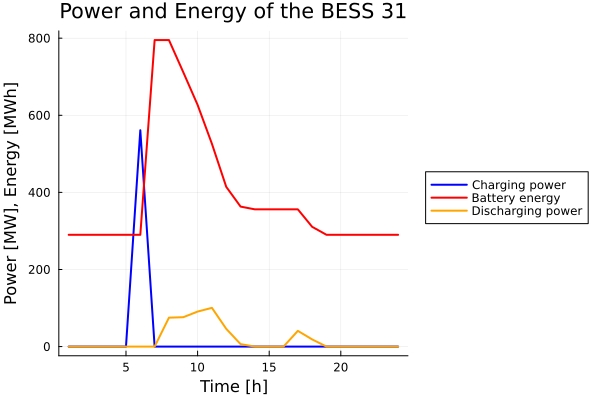 Power and Energy of the BESS 31
Power [MW], Energy [MWh]
800
600
400
200
0
5
10
15
20
Time [h]
Charging power
Battery energy
Discharging power